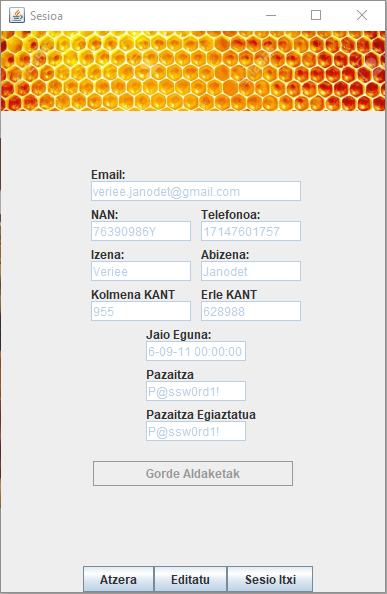 Sesioa
Email:
veriee.janodet@gmail.com
NAN: Telefonoa:
76390986Y 17147601757
Izena: Abizena:
Veriee Janodet
Kolmena KANT Erle KANT
955 628988
Jaio Eguna:
6-09-11 00:00:00
Pazaitza
P@ssw0rd1!
Pazaitza Egiaztatua
P@ssw0rd1!
Gorde Aldaketak
Atzera Editatu Sesio Itxi